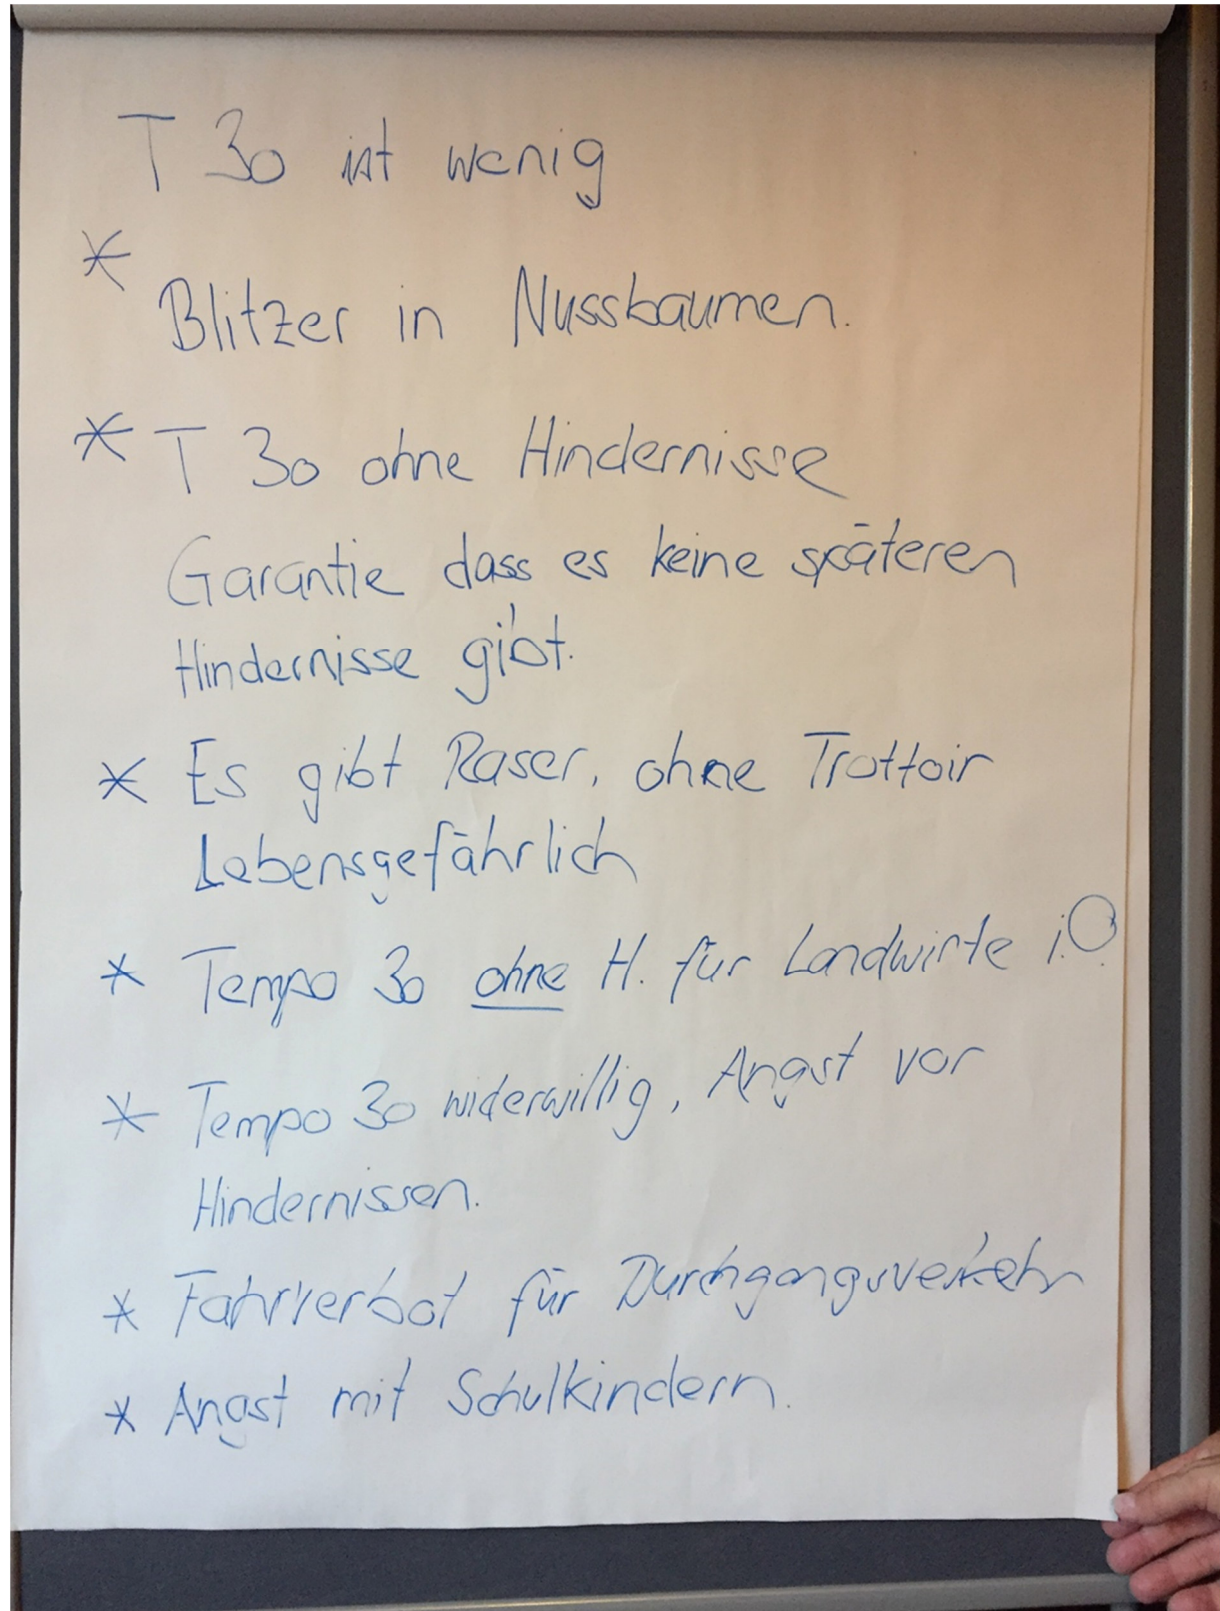 T 30 ist wenig
* Blitzer in Nussbaumen.
* T 30 ohne Hindernisse
Garantie dass es keine späteren
Hindernisse gibt.
* Es gibt Raser, ohne Trottoir
Lebensgefährlich
* Tempo 30 ohne H. für Landwirte i.O.
* Tempo 30 widerwillig, Angst vor
Hindernissen.
* Fahrverbot für Durchgangsverkehr
* Angst mit Schulkindern.